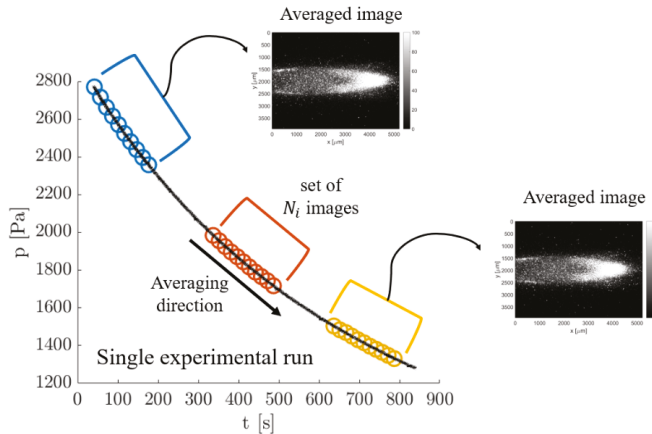 Averaged image
0
500
1000
1500
2000
2500
3000
3500
y [μm]
0 1000 2000 3000 4000 5000
x [μm]
100
80
60
40
20
0
2800
2600
2400
2200
2000
1800
1600
1400
1200
p [Pa]
set of
N_i images
Averaged image
0
500
1000
1500
2000
2500
3000
3500
y [μm]
0 1000 2000 3000 4000 5000
x [μm]
Averaging
direction
Single experimental run
0 100 200 300 400 500 600 700 800 900
t [s]